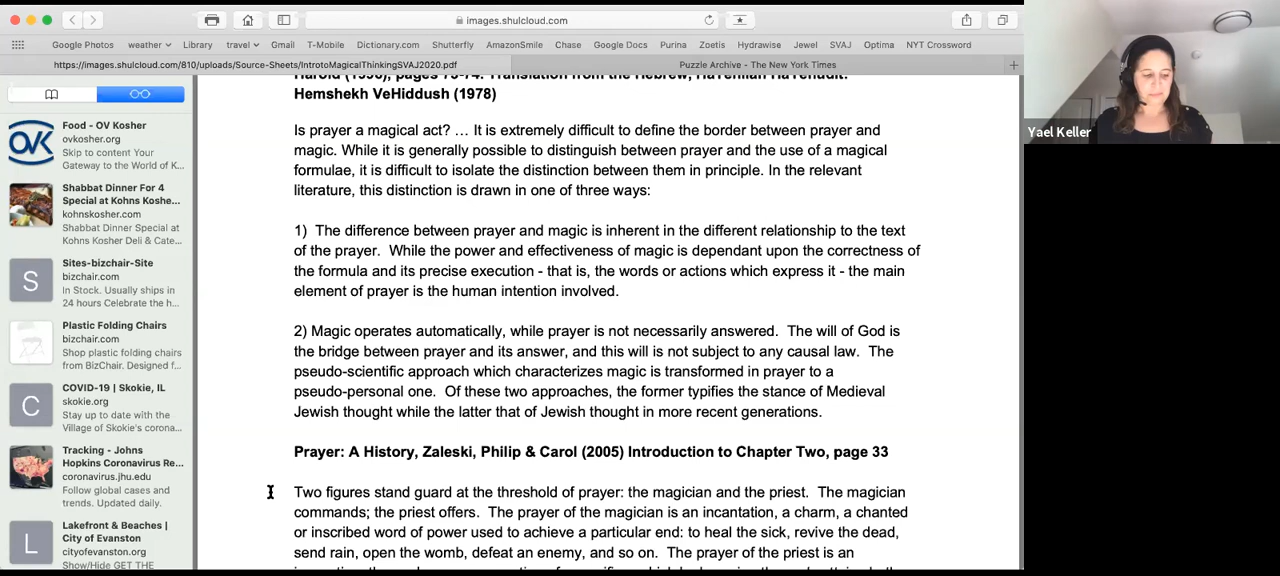 images.shulcloud.com
Google Photos weather Library travel Gmail T-Mobile Dictionary.com Shutterfly AmazonSmile Chase Google Docs Purina Zoetis Hydrawise Jewel SVAJ Optima NYT Crossword
https://images.shulcloud.com/810/uploads/Source-Sheets/IntrotoMagicalThinkingSVAJ2020.pdf
Puzzle Archive - The New York Times
Food - OV Kosher
ovkosher.org
Skip to content Your
Gateway to the World of K...
Shabbat Dinner For 4
Special at Kohns Koshe...
kohnskosher.com
Shabbat Dinner Special at
Kohns Kosher Deli & Cate...
S
Sites-bizchair-Site
bizchair.com
In Stock. Usually ships in
24 hours Celebrate the h...
Plastic Folding Chairs
bizchair.com
Shop plastic folding chairs
from BizChair. Designed f...
C
COVID-19 | Skokie, IL
skokie.org
Stay up to date with the
Village of Skokie's corona...
Tracking - Johns
Hopkins Coronavirus Re...
coronavirus.jhu.edu
Follow global cases and
trends. Updated daily.
L
Lakefront & Beaches |
City of Evanston
cityofevanston.org
Show/Hide GET THE
Hemshekh VeHiddush (1978)
Is prayer a magical act? ... It is extremely difficult to define the border between prayer and
magic. While it is generally possible to distinguish between prayer and the use of a magical
formulae, it is difficult to isolate the distinction between them in principle. In the relevant
literature, this distinction is drawn in one of three ways:
1) The difference between prayer and magic is inherent in the different relationship to the text
of the prayer. While the power and effectiveness of magic is dependant upon the correctness of
the formula and its precise execution - that is, the words or actions which express it - the main
element of prayer is the human intention involved.
2) Magic operates automatically, while prayer is not necessarily answered. The will of God is
the bridge between prayer and its answer, and this will is not subject to any causal law. The
pseudo-scientific approach which characterizes magic is transformed in prayer to a
pseudo-personal one. Of these two approaches, the former typifies the stance of Medieval
Jewish thought while the latter that of Jewish thought in more recent generations.
Prayer: A History, Zaleski, Philip & Carol (2005) Introduction to Chapter Two, page 33
Two figures stand guard at the threshold of prayer: the magician and the priest. The magician
commands; the priest offers. The prayer of the magician is an incantation, a charm, a chanted
or inscribed word of power used to achieve a particular end: to heal the sick, revive the dead,
send rain, open the womb, defeat an enemy, and so on. The prayer of the priest is an
Yael Keller